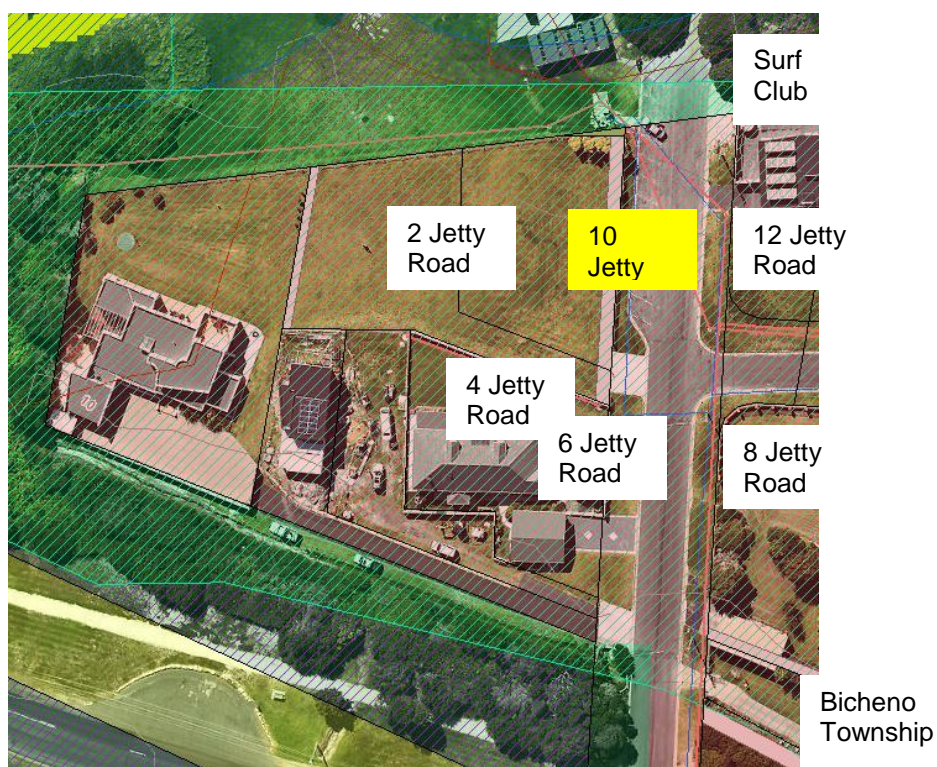 Surf
Club
2 Jetty
Road
10
Jetty
12 Jetty
Road
4 Jetty
Road
6 Jetty
Road
8 Jetty
Road
Bicheno
Township